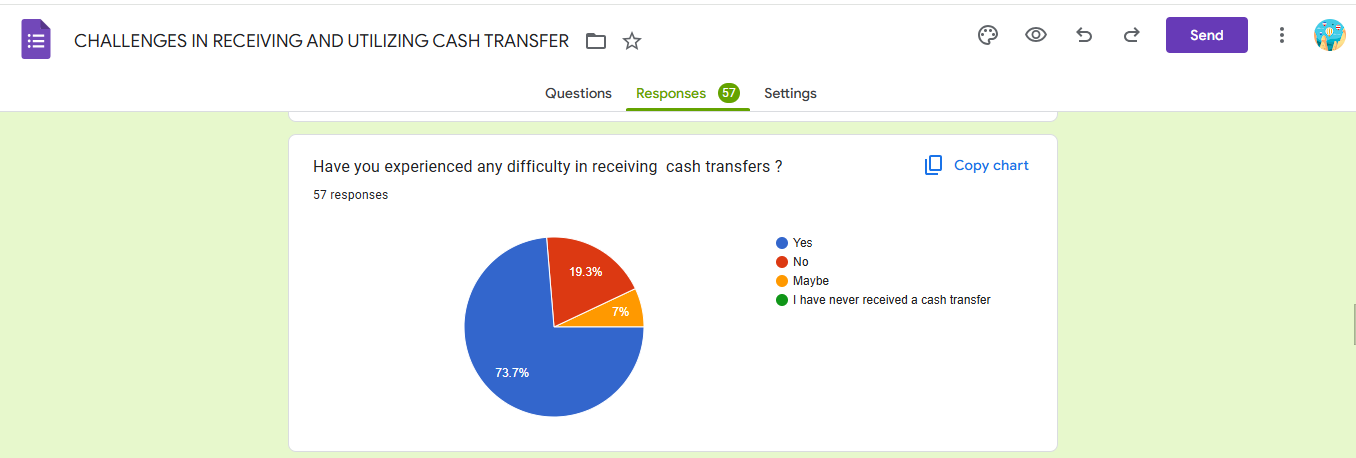 CHALLENGES IN RECEIVING AND UTILIZING CASH TRANSFER
Send
Questions
Responses 57
Settings
Have you experienced any difficulty in receiving  cash transfers ?
Copy chart
57 responses
Yes
No
Maybe
I have never received a cash transfer
19.3%
7%
73.7%